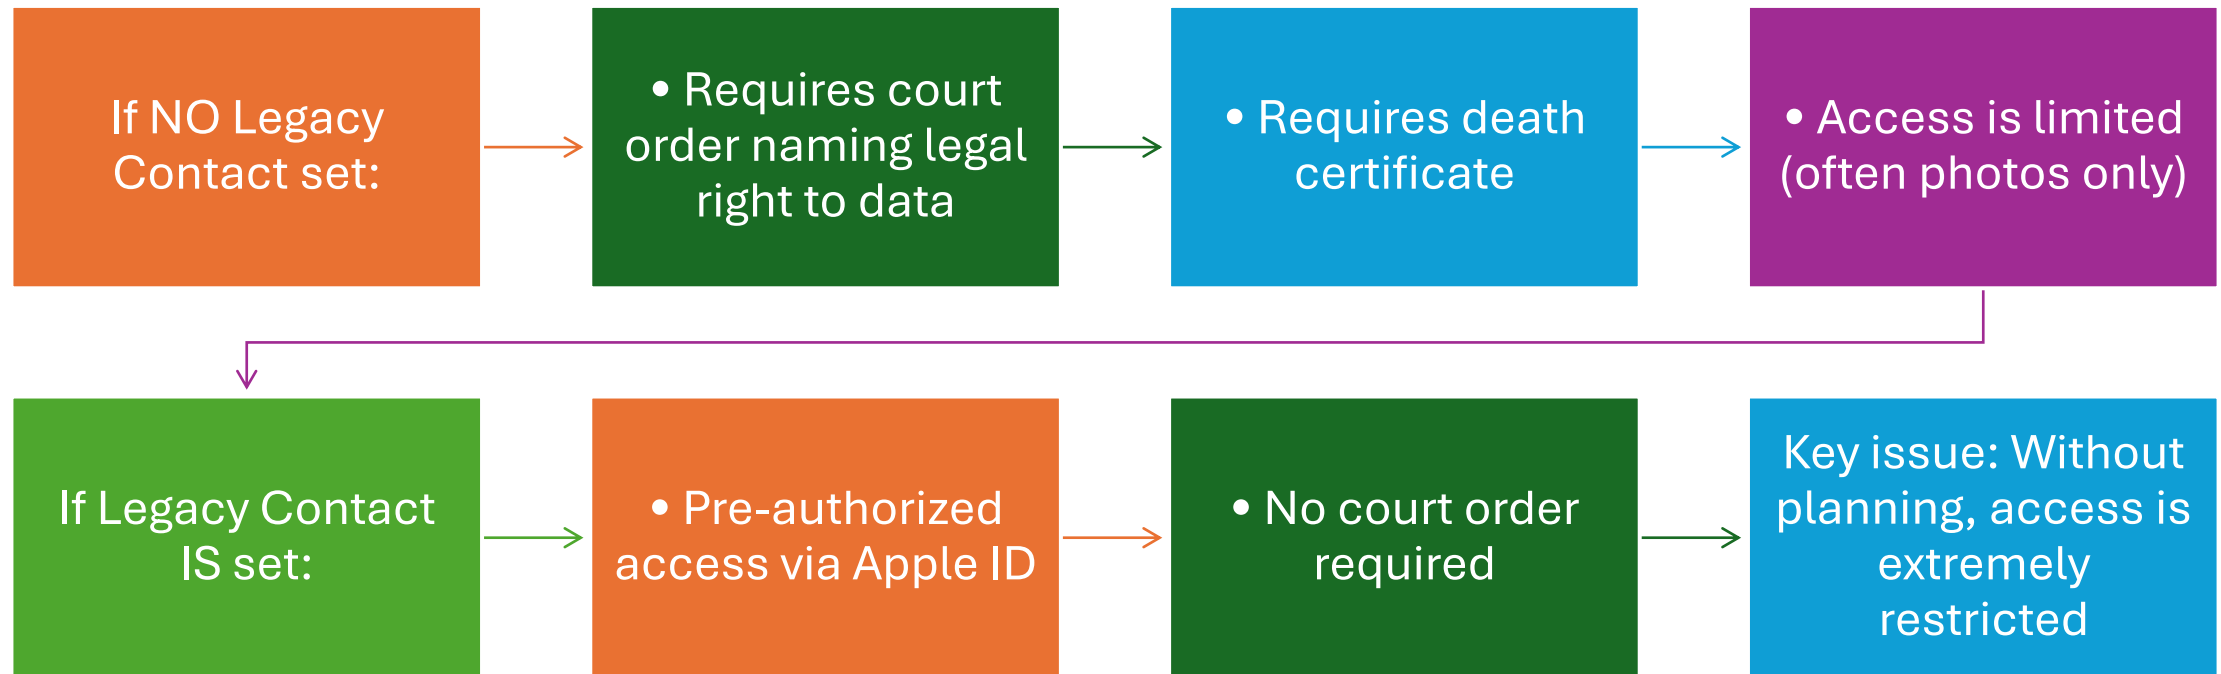 If NO Legacy
Contact set:
• Requires court
order naming legal
right to data
• Requires death
certificate
• Access is limited
(often photos only)
If Legacy Contact
IS set:
• Pre-authorized
access via Apple ID
• No court order
required
Key issue: Without
planning, access is
extremely
restricted